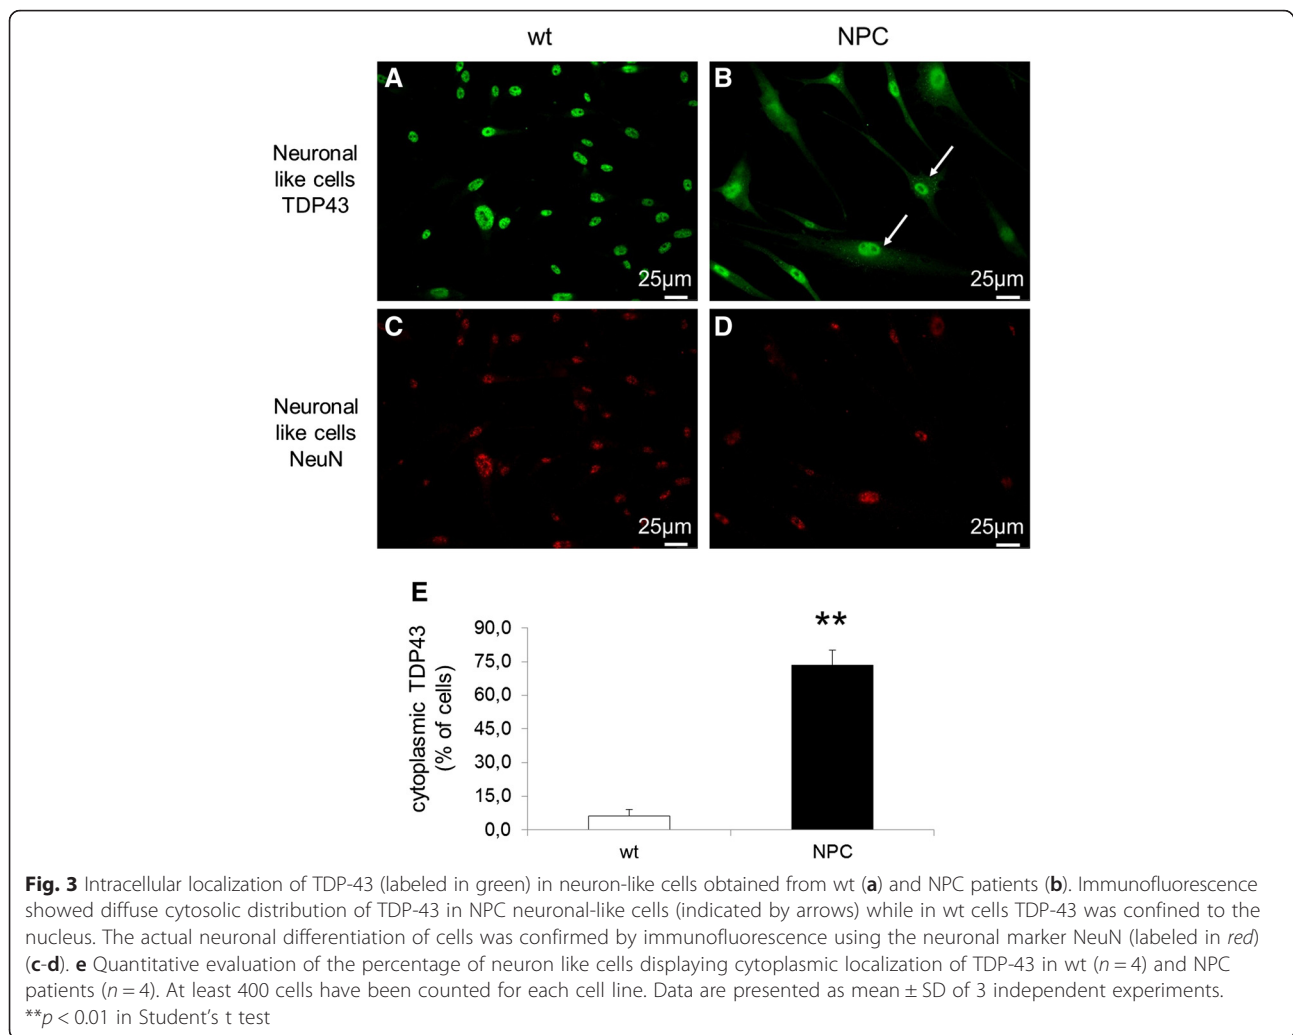 wt
NPC
A
B
Neuronal
like cells
TDP43
25µm
25µm
C
D
Neuronal
like cells
NeuN
25µm
25µm
E
**
cytoplasmic TDP43
(% of cells)
90,0
75,0
60,0
45,0
30,0
15,0
0,0
wt
NPC
Fig. 3 Intracellular localization of TDP-43 (labeled in green) in neuron-like cells obtained from wt (a) and NPC patients (b). Immunofluorescence
showed diffuse cytosolic distribution of TDP-43 in NPC neuronal-like cells (indicated by arrows) while in wt cells TDP-43 was confined to the
nucleus. The actual neuronal differentiation of cells was confirmed by immunofluorescence using the neuronal marker NeuN (labeled in red)
(c-d). e Quantitative evaluation of the percentage of neuron like cells displaying cytoplasmic localization of TDP-43 in wt (n = 4) and NPC
patients (n = 4). At least 400 cells have been counted for each cell line. Data are presented as mean ± SD of 3 independent experiments.
**p < 0.01 in Student's t test